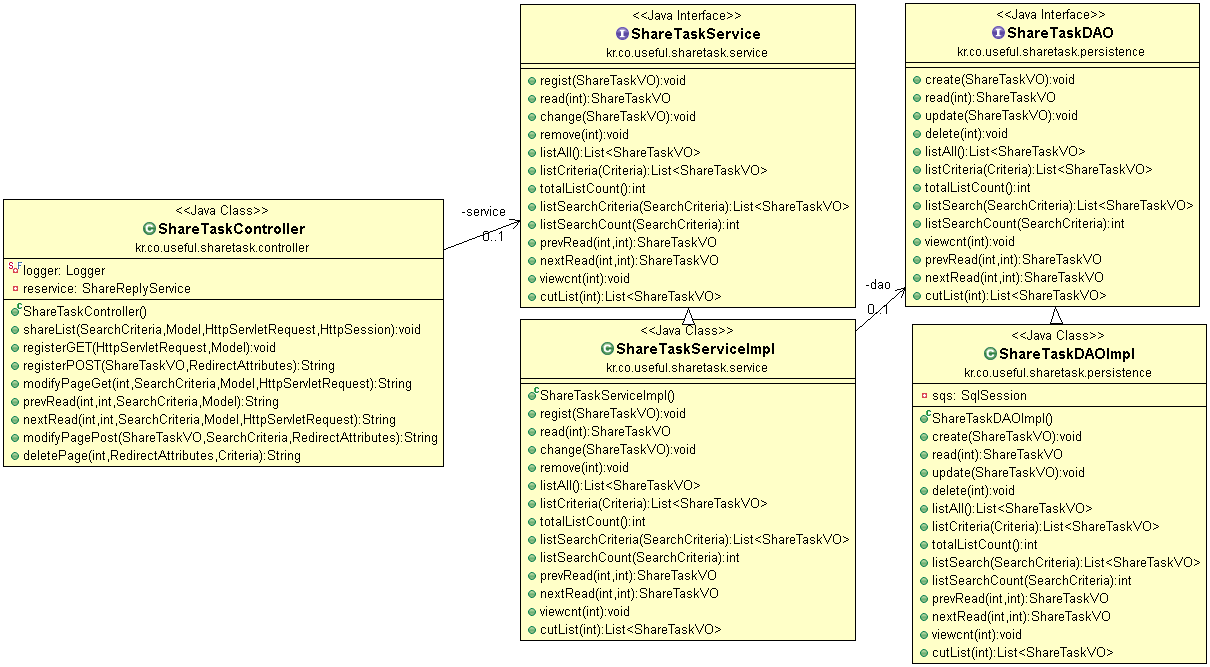 <<Java Class>>
ShareTaskController
kr.co.useful.sharetask.controller
logger: Logger
reservice: ShareReplyService
ShareTaskController()
shareList(SearchCriteria,Model,HttpServletRequest,HttpSession):void
registerGET(HttpServletRequest,Model):void
registerPOST(ShareTaskVO,RedirectAttributes):String
modifyPageGet(int,SearchCriteria,Model,HttpServletRequest):String
prevRead(int,int,SearchCriteria,Model):String
nextRead(int,int,SearchCriteria,Model,HttpServletRequest):String
modifyPagePost(ShareTaskVO,SearchCriteria,RedirectAttributes):String
deletePage(int,RedirectAttributes,Criteria):String
-service
0..1
<<Java Interface>>
ShareTaskService
kr.co.useful.sharetask.service
regist(ShareTaskVO):void
read(int):ShareTaskVO
change(ShareTaskVO):void
remove(int):void
listAll():List<ShareTaskVO>
listCriteria(Criteria):List<ShareTaskVO>
totalListCount():int
listSearchCriteria(SearchCriteria):List<ShareTaskVO>
listSearchCount(SearchCriteria):int
prevRead(int,int):ShareTaskVO
nextRead(int,int):ShareTaskVO
viewcnt(int):void
cutList(int):List<ShareTaskVO>
<<Java Class>>
ShareTaskServiceImpl
kr.co.useful.sharetask.service
ShareTaskServiceImpl()
regist(ShareTaskVO):void
read(int):ShareTaskVO
change(ShareTaskVO):void
remove(int):void
listAll():List<ShareTaskVO>
listCriteria(Criteria):List<ShareTaskVO>
totalListCount():int
listSearchCriteria(SearchCriteria):List<ShareTaskVO>
listSearchCount(SearchCriteria):int
prevRead(int,int):ShareTaskVO
nextRead(int,int):ShareTaskVO
viewcnt(int):void
cutList(int):List<ShareTaskVO>
-dao
0..1
<<Java Interface>>
ShareTaskDAO
kr.co.useful.sharetask.persistence
create(ShareTaskVO):void
read(int):ShareTaskVO
update(ShareTaskVO):void
delete(int):void
listAll():List<ShareTaskVO>
listCriteria(Criteria):List<ShareTaskVO>
totalListCount():int
listSearch(SearchCriteria):List<ShareTaskVO>
listSearchCount(SearchCriteria):int
viewcnt(int):void
prevRead(int,int):ShareTaskVO
nextRead(int,int):ShareTaskVO
cutList(int):List<ShareTaskVO>
<<Java Class>>
ShareTaskDAOImpl
kr.co.useful.sharetask.persistence
sqs: SqlSession
ShareTaskDAOImpl()
create(ShareTaskVO):void
read(int):ShareTaskVO
update(ShareTaskVO):void
delete(int):void
listAll():List<ShareTaskVO>
listCriteria(Criteria):List<ShareTaskVO>
totalListCount():int
listSearch(SearchCriteria):List<ShareTaskVO>
listSearchCount(SearchCriteria):int
prevRead(int,int):ShareTaskVO
nextRead(int,int):ShareTaskVO
viewcnt(int):void
cutList(int):List<ShareTaskVO>